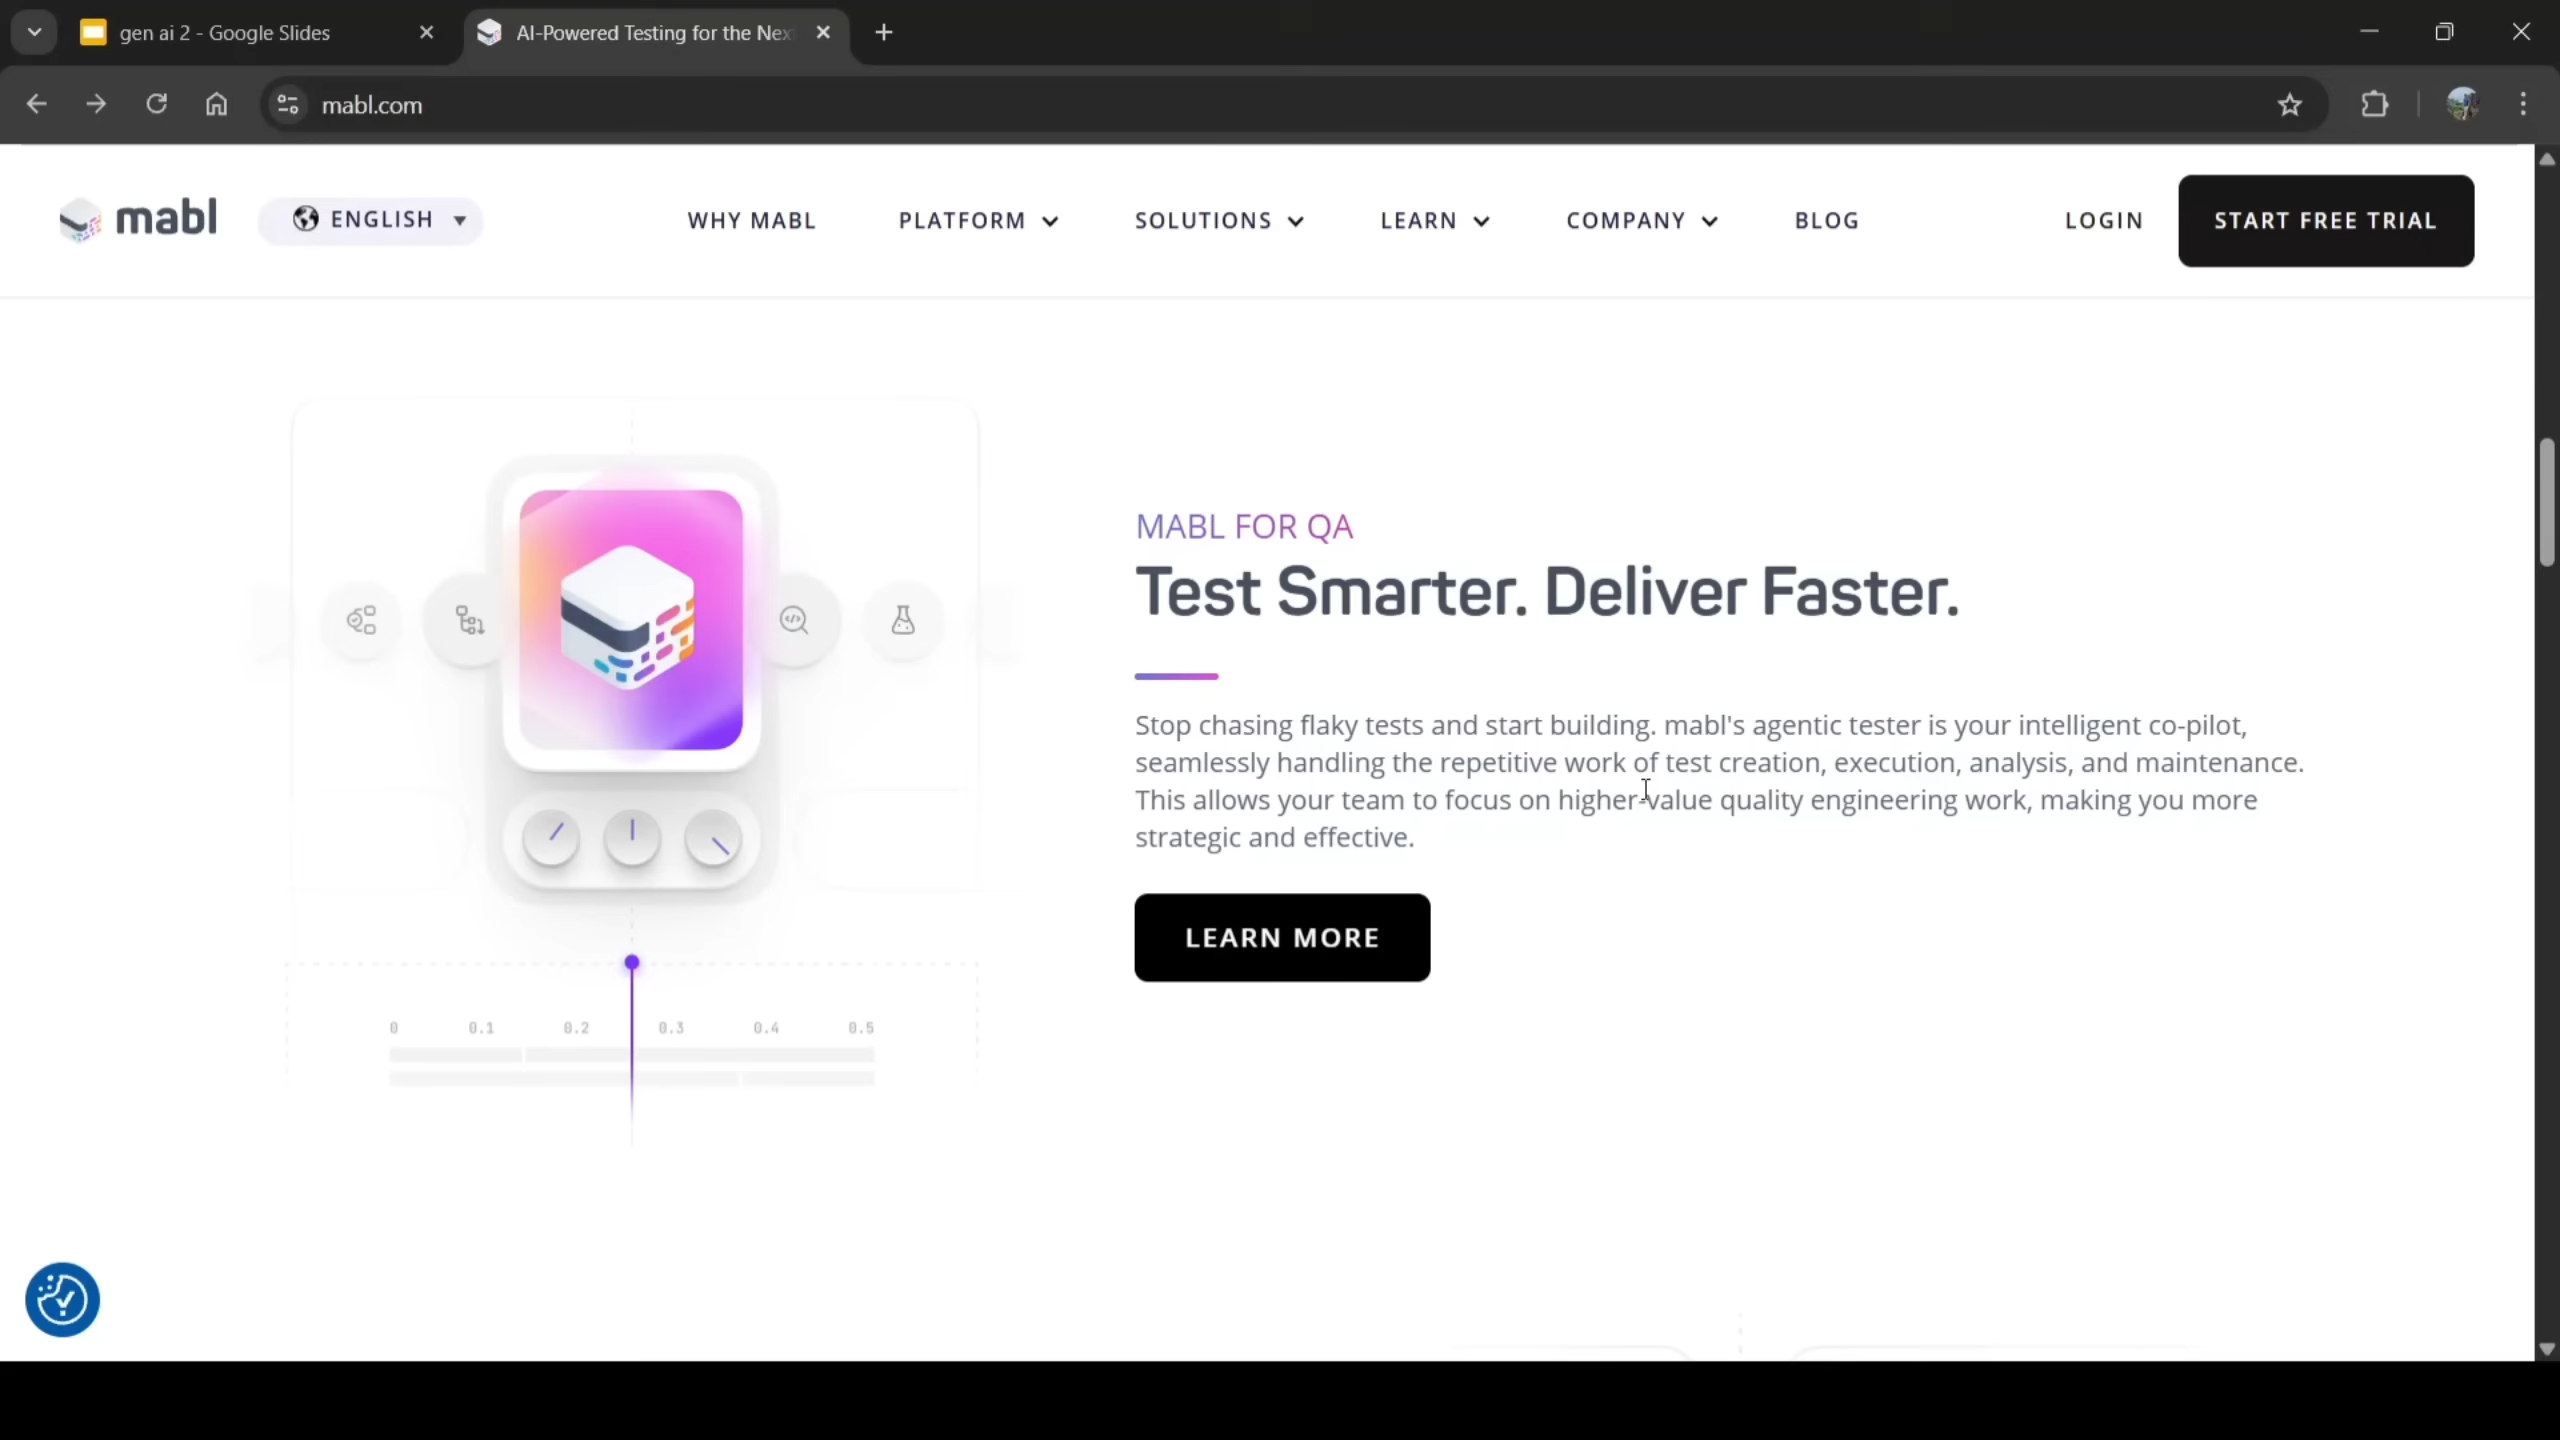 gen ai 2 - Google Slides
AI-Powered Testing for the Nex
mabl.com
mabl
ENGLISH
WHY MABL
PLATFORM
SOLUTIONS
LEARN
COMPANY
BLOG
LOGIN
START FREE TRIAL
MABL FOR QA
Test Smarter. Deliver Faster.
Stop chasing flaky tests and start building. mabl's agentic tester is your intelligent co-pilot,
seamlessly handling the repetitive work of test creation, execution, analysis, and maintenance.
This allows your team to focus on higher-value quality engineering work, making you more
strategic and effective.
LEARN MORE
0 0.1 0.2 0.3 0.4 0.5